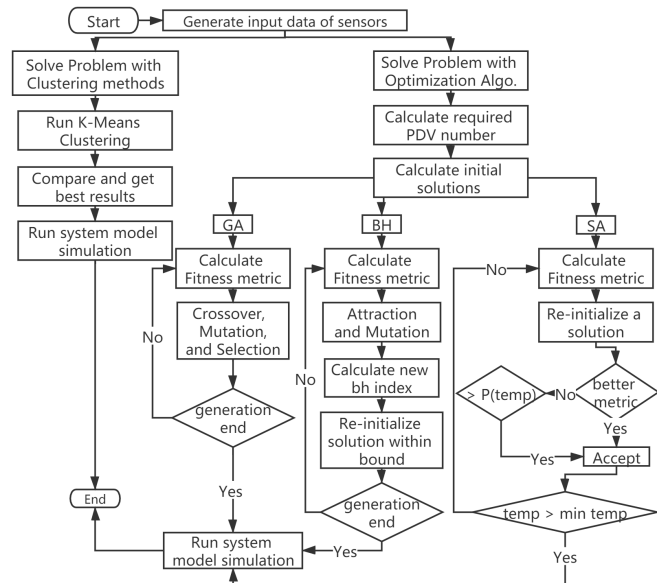 Start
Generate input data of sensors
Solve Problem with
Clustering methods
Solve Problem with
Optimization Algo.
Run K-Means
Clustering
Calculate required
PDV number
Compare and get
best results
Calculate initial
solutions
Run system model
simulation
GA
BH
SA
Calculate
Fitness metric
Calculate
Fitness metric
Calculate
Fitness metric
No
Crossover,
Mutation,
and Selection
Attraction
and Mutation
Re-initialize a
solution
No
No
Calculate new
bh index
> P(temp)
No
better
metric
generation
end
Re-initialize
solution within
bound
Yes
Yes
Accept
Yes
End
generation
end
temp > min temp
Run system
model simulation
Yes
Yes